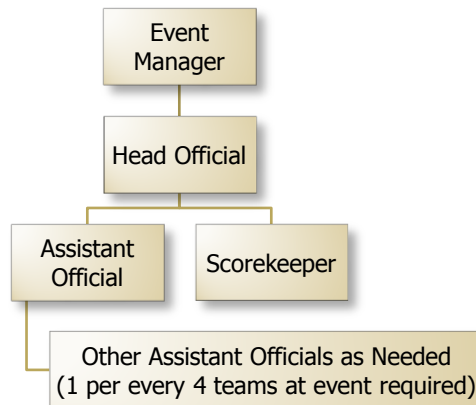 Event
Manager
Head Official
Assistant
Official
Scorekeeper
Other Assistant Officials as Needed
(1 per every 4 teams at event required)